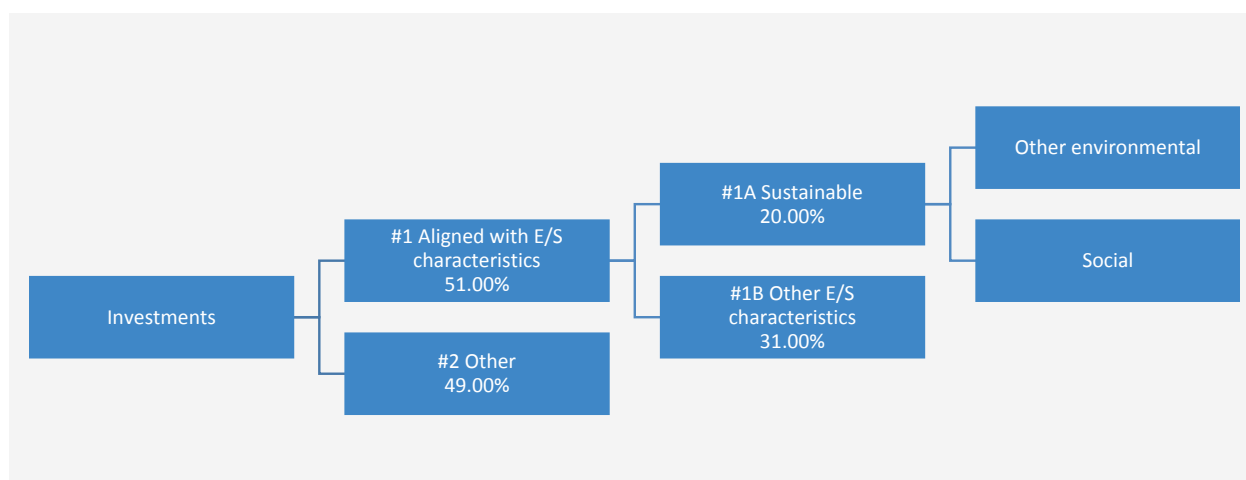 Investments
#1 Aligned with E/S
characteristics
51.00%
#2 Other
49.00%
#1A Sustainable
20.00%
#1B Other E/S
characteristics
31.00%
Other environmental
Social